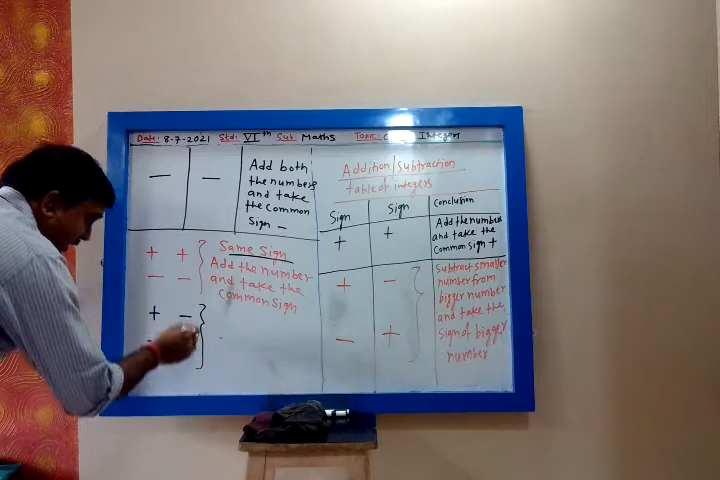 Date: 8-7-2021 Std: VIth Sub: Maths Topic: Integers
— — Add both
the numbers
and take
the common
Sign —
+ + Same Sign
— — Add the number
and take the
common sign
+ —
Addition/Subtraction
table of integers
Sign Sign Conclusion
+ + Add the numbers
and take the
common sign +
+ — Subtract smaller
number from
bigger number
and take the
— + sign of bigger
number